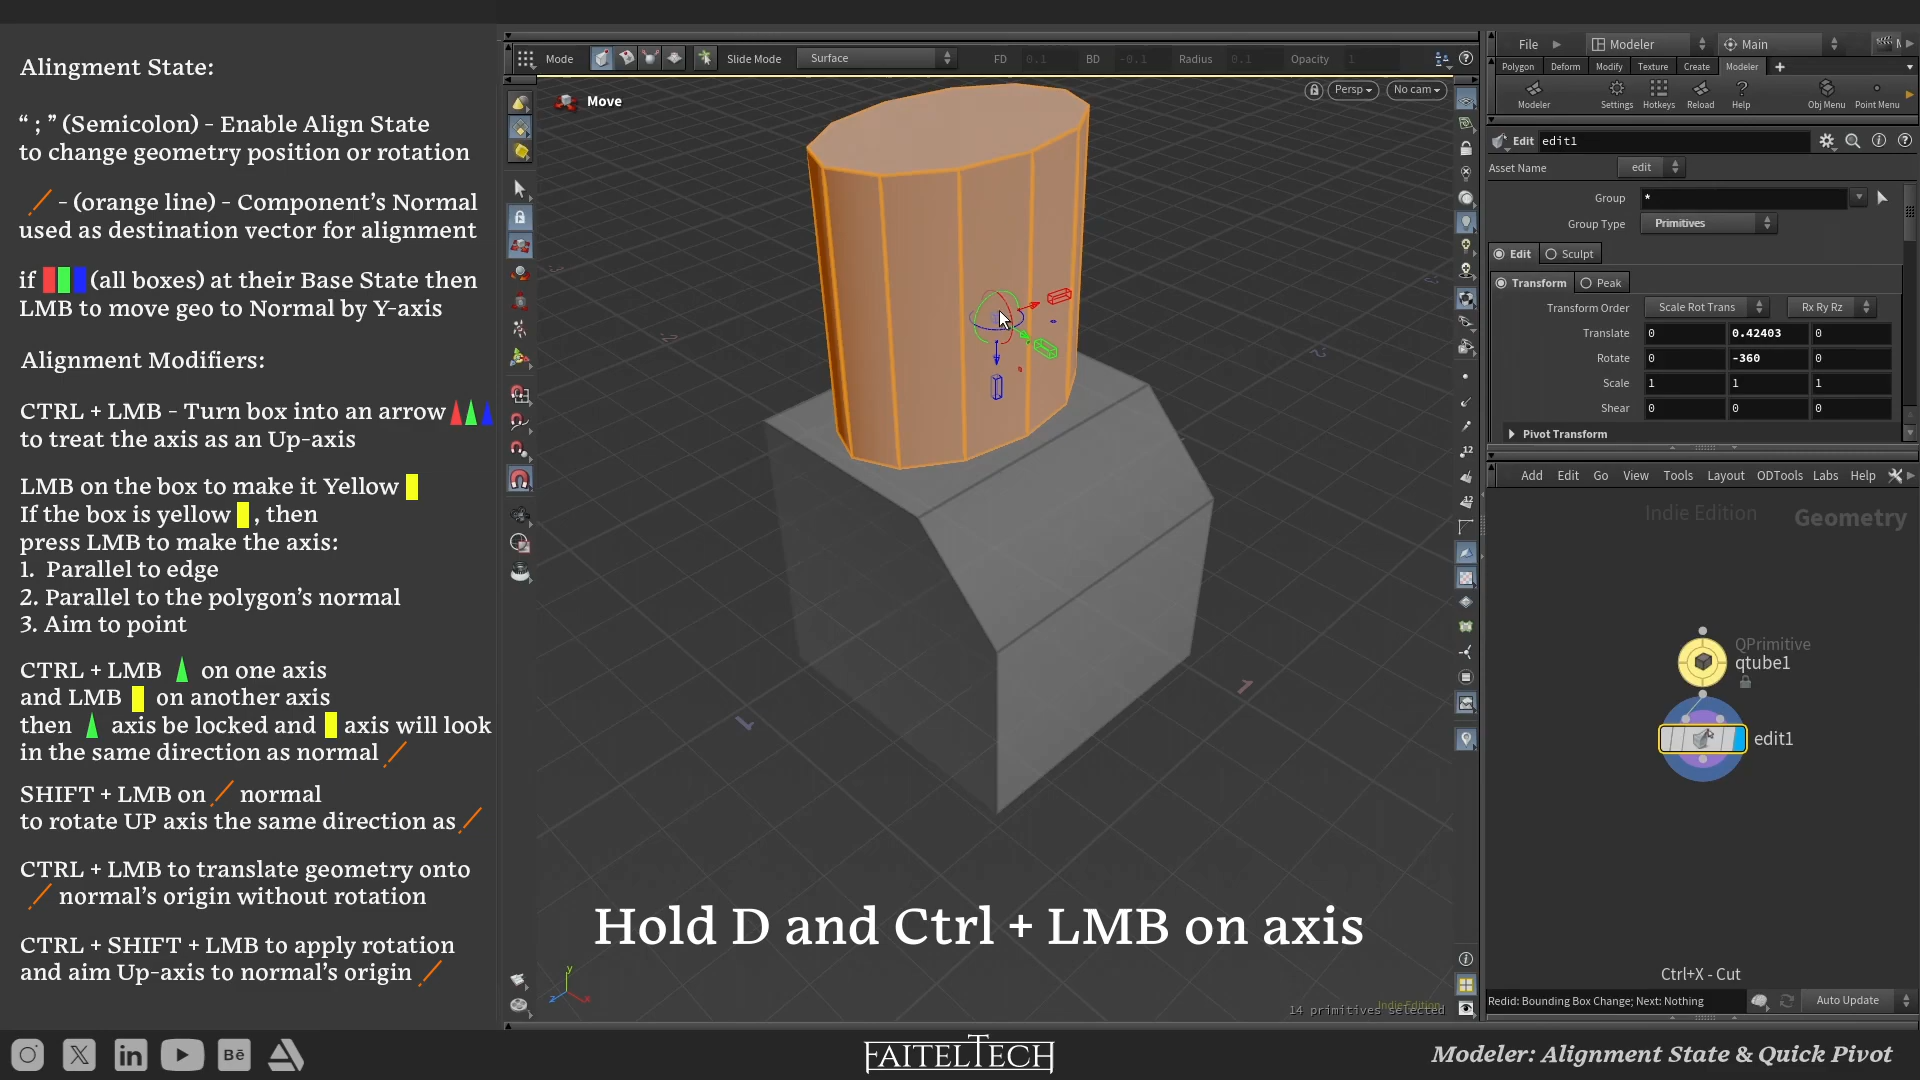 Alingment State:
“ ; ” (Semicolon) - Enable Align State
to change geometry position or rotation
- (orange line) - Component's Normal
used as destination vector for alignment
if (all boxes) at their Base State then
LMB to move geo to Normal by Y-axis
Alignment Modifiers:
CTRL + LMB - Turn box into an arrow
to treat the axis as an Up-axis
LMB on the box to make it Yellow
If the box is yellow , then
press LMB to make the axis:
1. Parallel to edge
2. Parallel to the polygon's normal
3. Aim to point
CTRL + LMB on one axis
and LMB on another axis
then axis be locked and axis will look
in the same direction as normal
SHIFT + LMB on normal
to rotate UP axis the same direction as
CTRL + LMB to translate geometry onto
normal's origin without rotation
CTRL + SHIFT + LMB to apply rotation
and aim Up-axis to normal's origin
Mode Slide Mode Surface FD 0.1 BD -0.1 Radius 0.1 Opacity 1
Move
Persp No cam
Hold D and Ctrl + LMB on axis
Indie Edition
14 primitives selected
File Modeler Main
Polygon Deform Modify Texture Create Modeler
Modeler Settings Hotkeys Reload Help Obj Menu Point Menu
Edit edit1
Asset Name edit
Group *
Group Type Primitives
Edit Sculpt
Transform Peak
Transform Order Scale Rot Trans Rx Ry Rz
Translate 0 0.42403 0
Rotate 0 -360 0
Scale 1 1 1
Shear 0 0 0
Pivot Transform
Add Edit Go View Tools Layout ODTools Labs Help
Indie Edition Geometry
QPrimitive
qtube1
edit1
Ctrl+X - Cut
Redid: Bounding Box Change; Next: Nothing Auto Update
FAITELTECH
Modeler: Alignment State & Quick Pivot